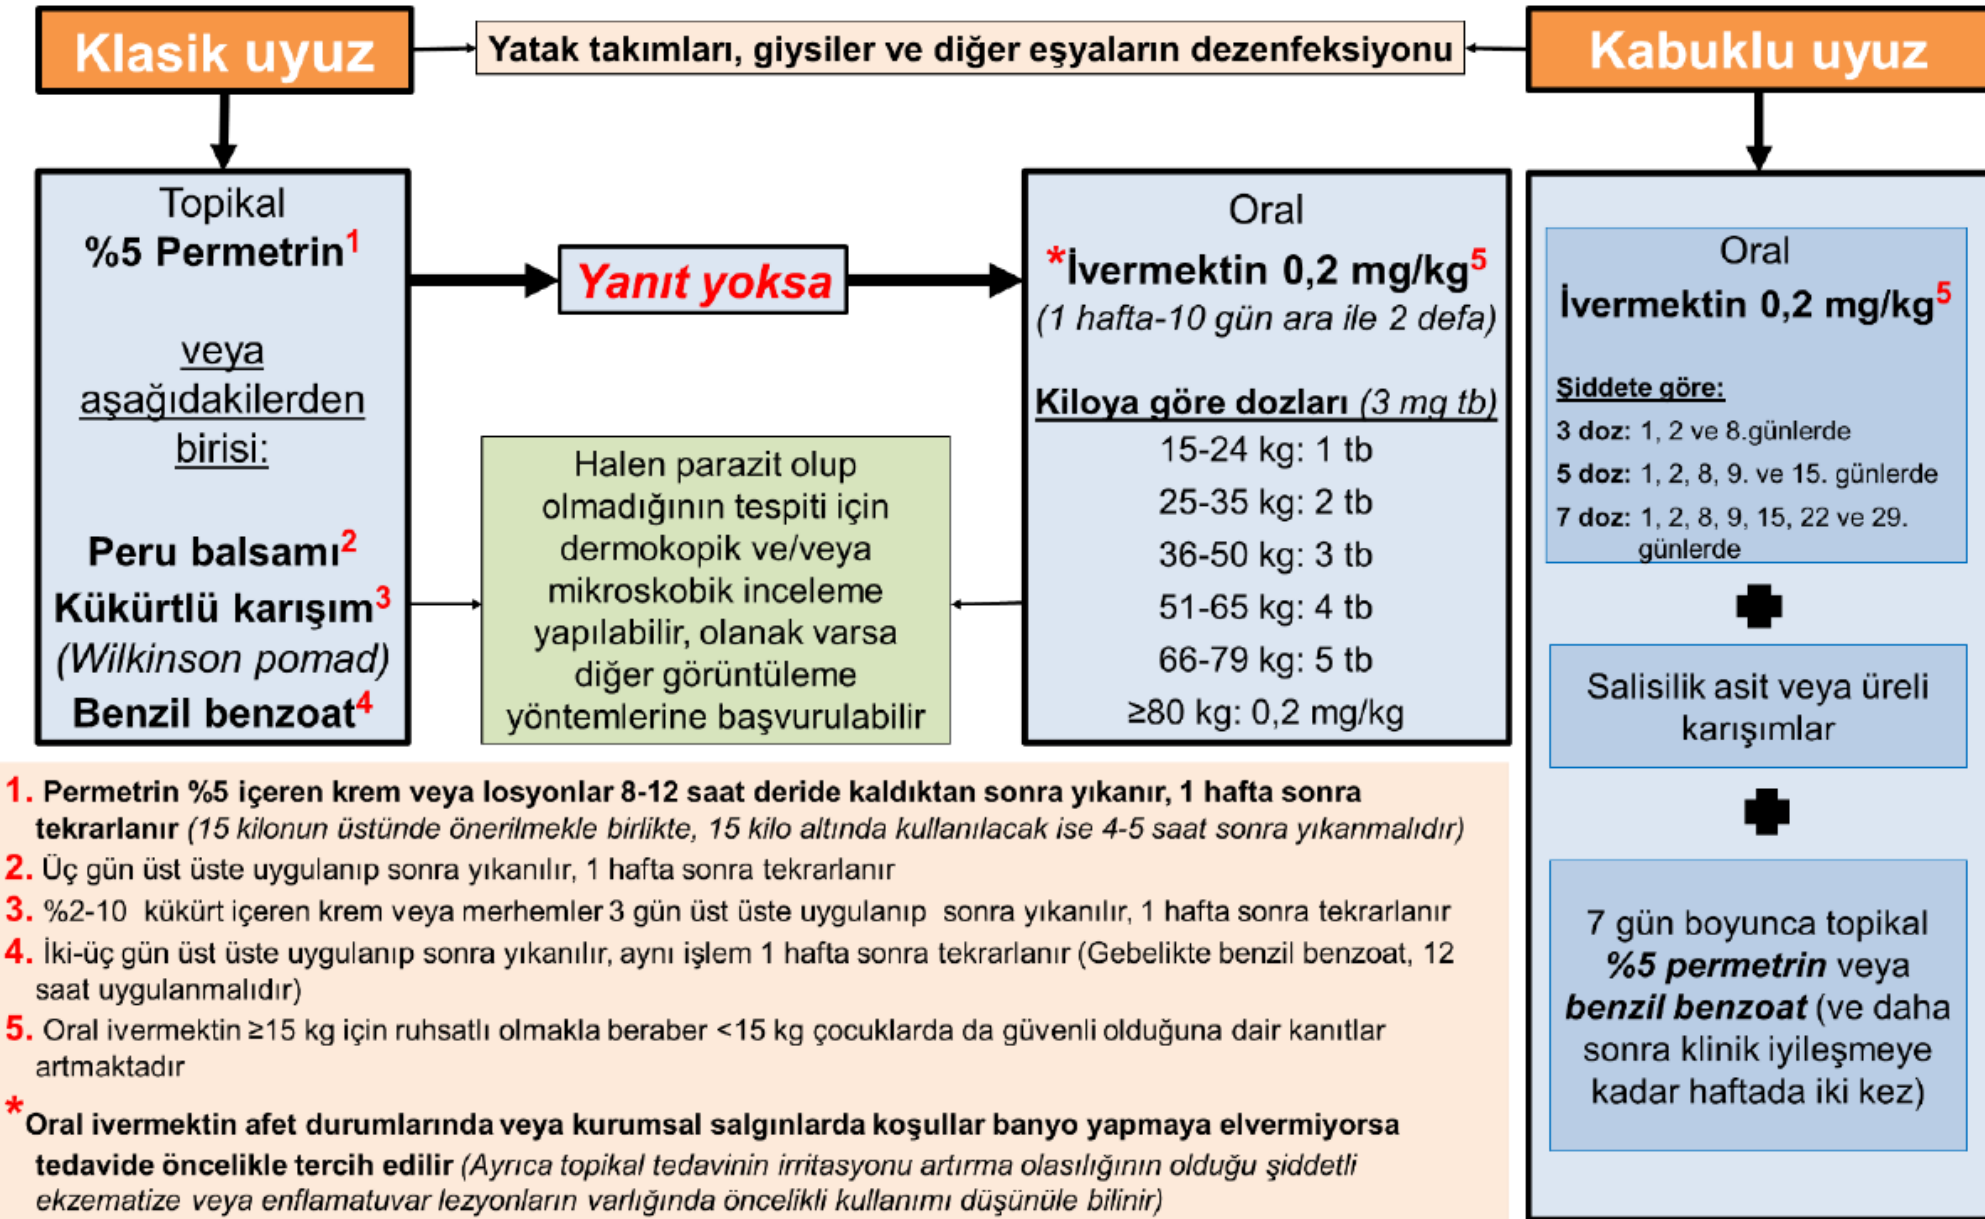 Klasik uyuz
Yatak takımları, giysiler ve diğer eşyaların dezenfeksiyonu
Kabuklu uyuz
Topikal
%5 Permetrin1
veya
aşağıdakilerden
birisi:
Peru balsamı2
Kükürtlü karışım3
(Wilkinson pomad)
Benzil benzoat4
Yanıt yoksa
Halen parazit olup
olmadığının tespiti için
dermokopik ve/veya
mikroskobik inceleme
yapılabilir, olanak varsa
diğer görüntüleme
yöntemlerine başvurulabilir
Oral
*İvermektin 0,2 mg/kg5
(1 hafta-10 gün ara ile 2 defa)
Kiloya göre dozları (3 mg tb)
15-24 kg: 1 tb
25-35 kg: 2 tb
36-50 kg: 3 tb
51-65 kg: 4 tb
66-79 kg: 5 tb
≥80 kg: 0,2 mg/kg
Oral
İvermektin 0,2 mg/kg5
Şiddete göre:
3 doz: 1, 2 ve 8.günlerde
5 doz: 1, 2, 8, 9. ve 15. günlerde
7 doz: 1, 2, 8, 9, 15, 22 ve 29.
günlerde
Salisilik asit veya üreli
karışımlar
7 gün boyunca topikal
%5 permetrin veya
benzil benzoat (ve daha
sonra klinik iyileşmeye
kadar haftada iki kez)
1. Permetrin %5 içeren krem veya losyonlar 8-12 saat deride kaldıktan sonra yıkanır, 1 hafta sonra
tekrarlanır (15 kilonun üstünde önerilmekle birlikte, 15 kilo altında kullanılacak ise 4-5 saat sonra yıkanmalıdır)
2. Üç gün üst üste uygulanıp sonra yıkanılır, 1 hafta sonra tekrarlanır
3. %2-10 kükürt içeren krem veya merhemler 3 gün üst üste uygulanıp sonra yıkanılır, 1 hafta sonra tekrarlanır
4. İki-üç gün üst üste uygulanıp sonra yıkanılır, aynı işlem 1 hafta sonra tekrarlanır (Gebelikte benzil benzoat, 12
saat uygulanmalıdır)
5. Oral ivermektin ≥15 kg için ruhsatlı olmakla beraber <15 kg çocuklarda da güvenli olduğuna dair kanıtlar
artmaktadır
*Oral ivermektin afet durumlarında veya kurumsal salgınlarda koşullar banyo yapmaya elvermiyorsa
tedavide öncelikle tercih edilir (Ayrıca topikal tedavinin irritasyonu artırma olasılığının olduğu şiddetli
ekzematize veya enflamatuvar lezyonların varlığında öncelikli kullanımı düşünüle bilinir)